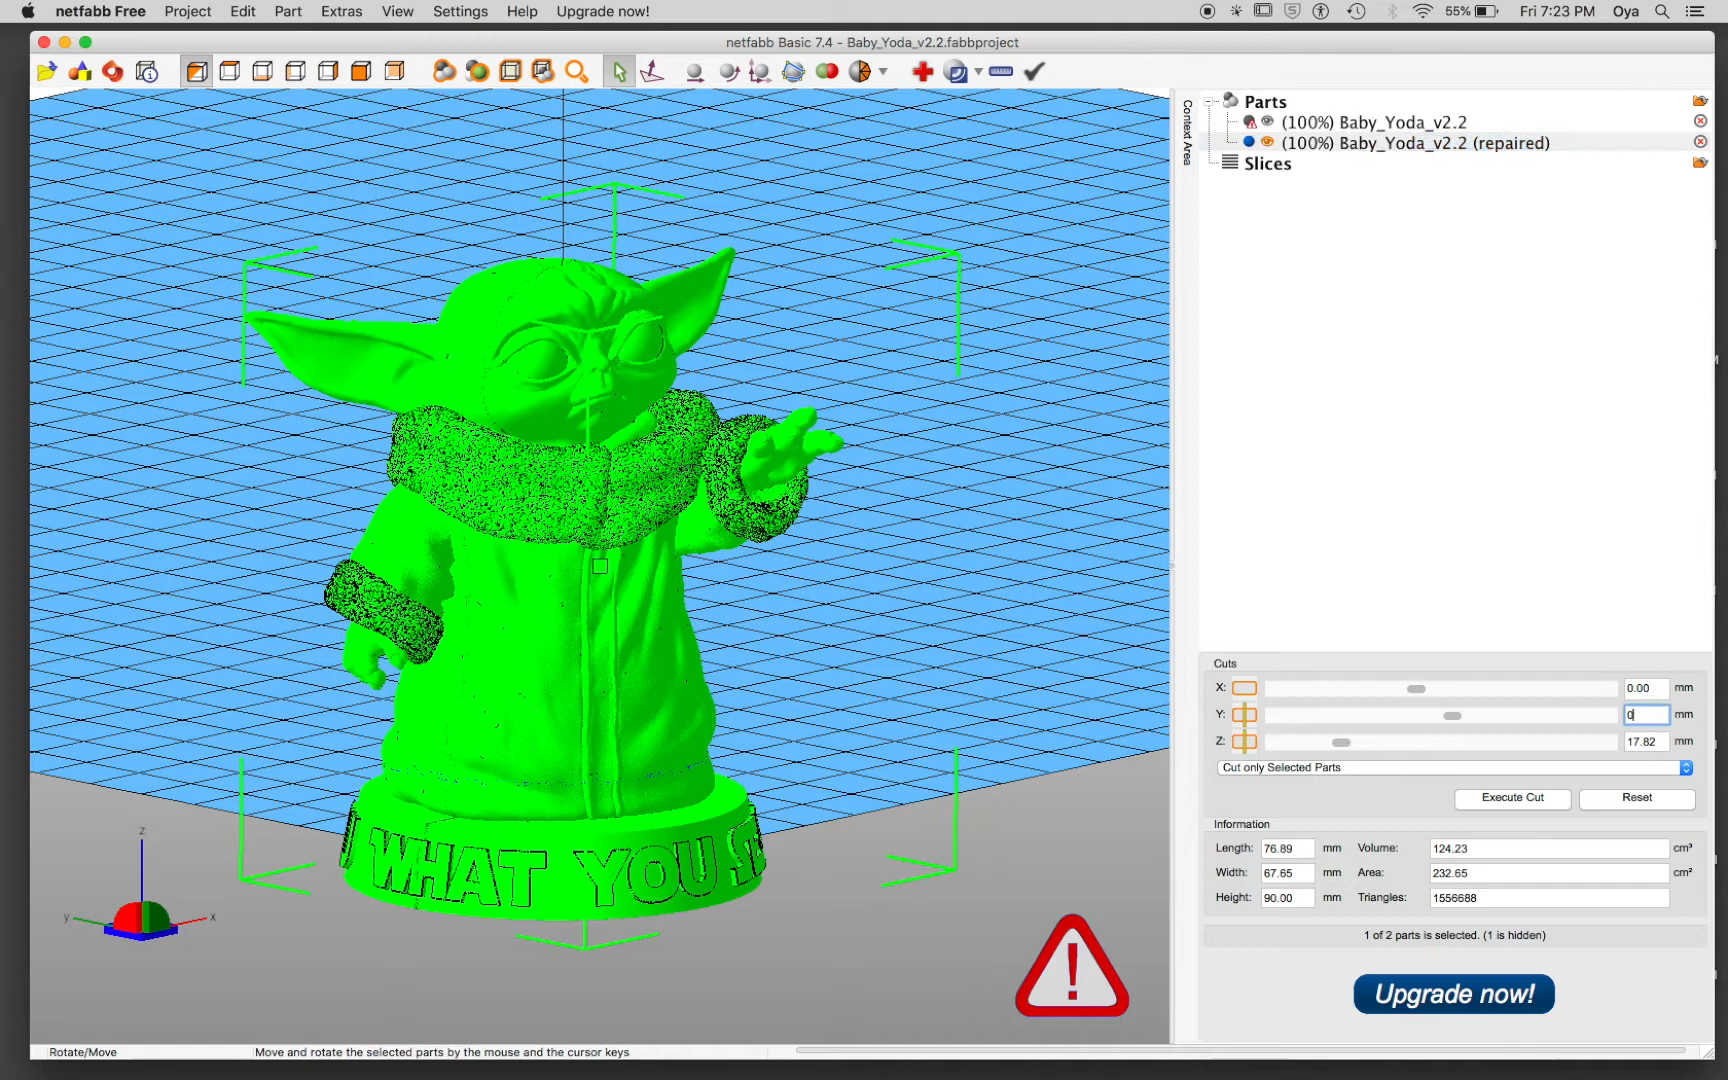 netfabb Free Project Edit Part Extras View Settings Help Upgrade now! 55% Fri 7:23 PM Oya
netfabb Basic 7.4 - Baby_Yoda_v2.2.fabbproject
Context Area
Parts
(100%) Baby_Yoda_v2.2
(100%) Baby_Yoda_v2.2 (repaired)
Slices
WHAT YOU
z
y
x
Cuts
X: 0.00 mm
Y: 0 mm
Z: 17.82 mm
Cut only Selected Parts
Execute Cut Reset
Information
Length: 76.89 mm Volume: 124.23 cm³
Width: 67.65 mm Area: 232.65 cm²
Height: 90.00 mm Triangles: 1556688
1 of 2 parts is selected. (1 is hidden)
Upgrade now!
Rotate/Move Move and rotate the selected parts by the mouse and the cursor keys